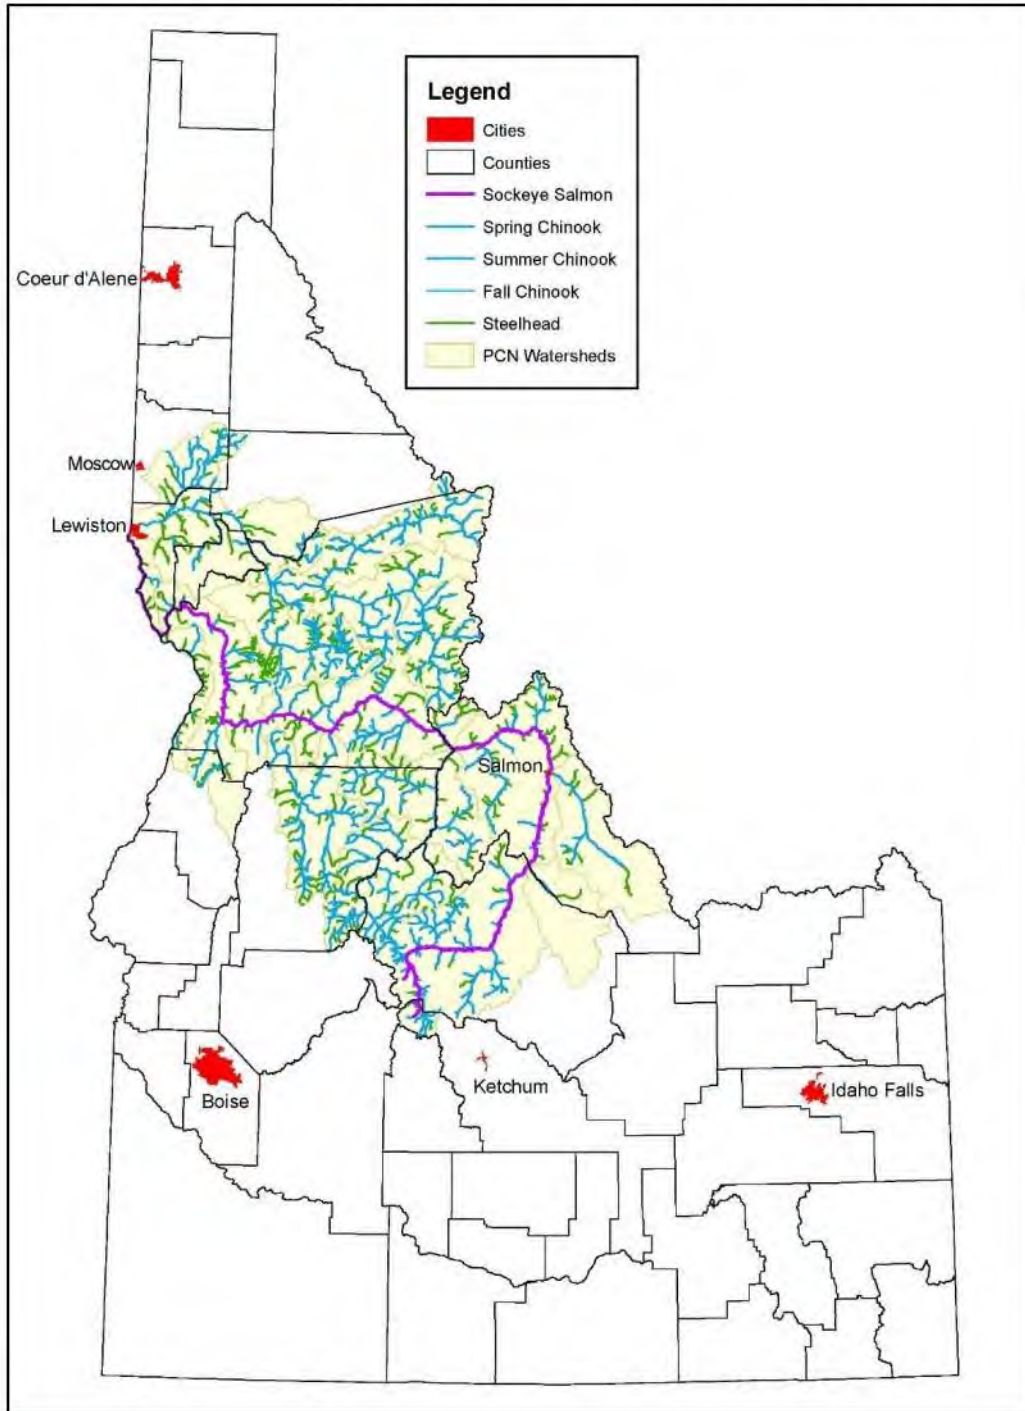 Legend
Cities
Counties
Sockeye Salmon
Spring Chinook
Summer Chinook
Fall Chinook
Steelhead
PCN Watersheds
Coeur d'Alene
Moscow
Lewiston
Salmon
Ketchum
Boise
Idaho Falls